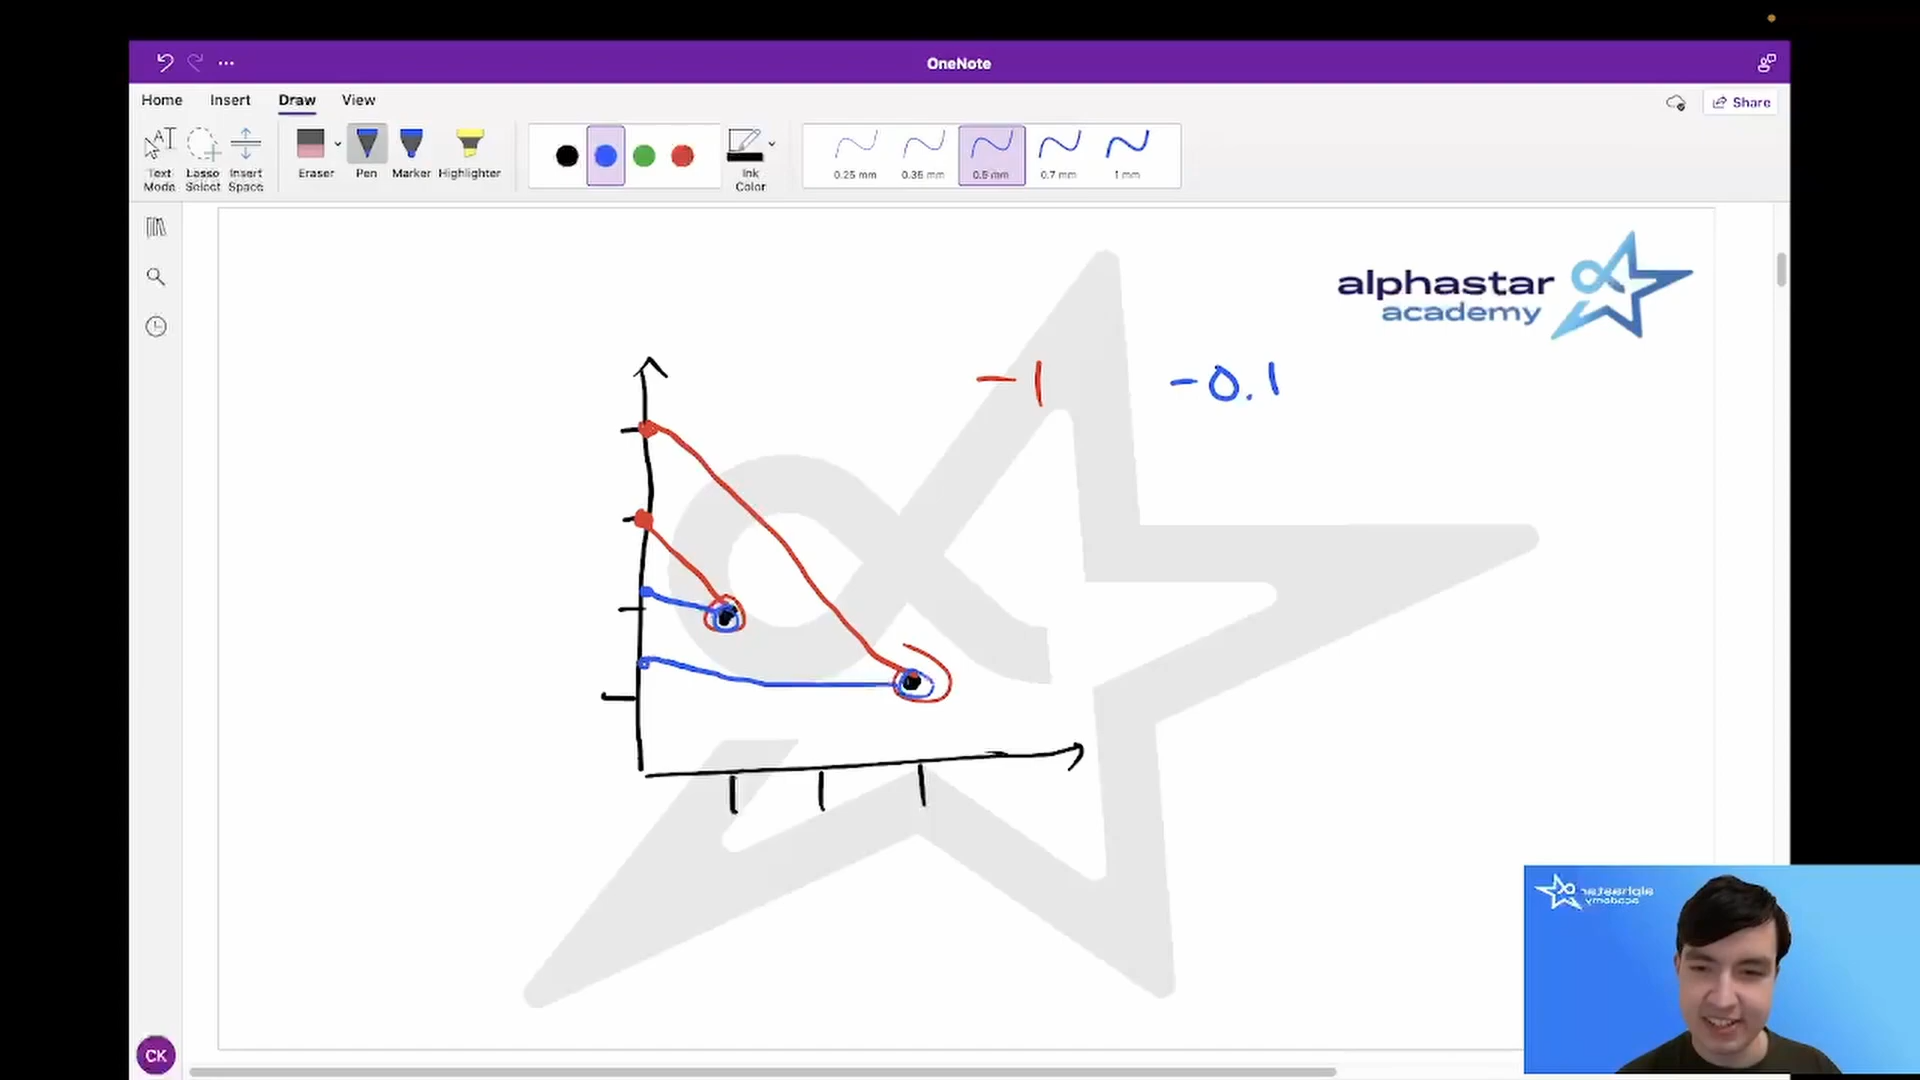 OneNote
Home Insert Draw View
Share
Text Mode
Lasso Select
Insert Space
Eraser
Pen
Marker
Highlighter
Ink Color
0.25 mm
0.35 mm
0.5 mm
0.7 mm
1 mm
alphastar
academy
-1
-0.1
alphastar
academy
CK